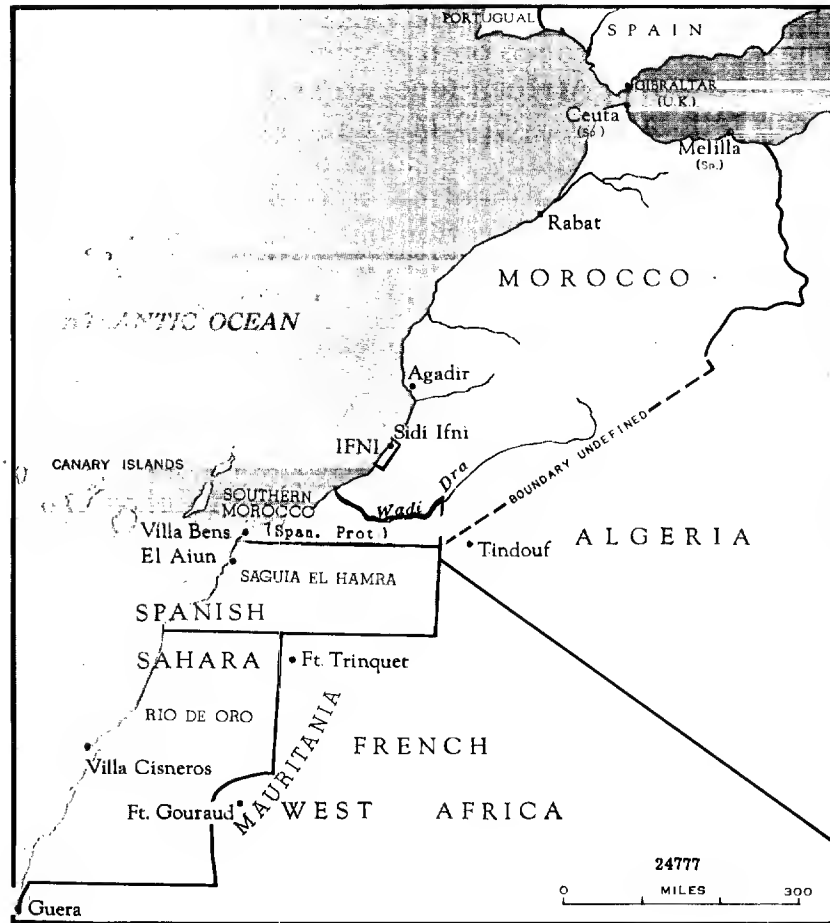 PORTUGUAL
SPAIN
GIBRALTAR
(U.K.)
Ceuta
(Sp.)
Melilla
(Sp.)
Rabat
MOROCCO
ATLANTIC OCEAN
Agadir
Sidi Ifni
IFNI
BOUNDARY UNDEFINED
CANARY ISLANDS
Wadi Dra
SOUTHERN
MOROCCO
(Span. Prot.)
Villa Bens
El Aiun
Tindouf
ALGERIA
SAGUIA EL HAMRA
SPANISH
SAHARA
Ft. Trinquet
RIO DE ORO
MAURITANIA
FRENCH
Villa Cisneros
Ft. Gouraud
WEST AFRICA
24777
0 MILES 300
Guera